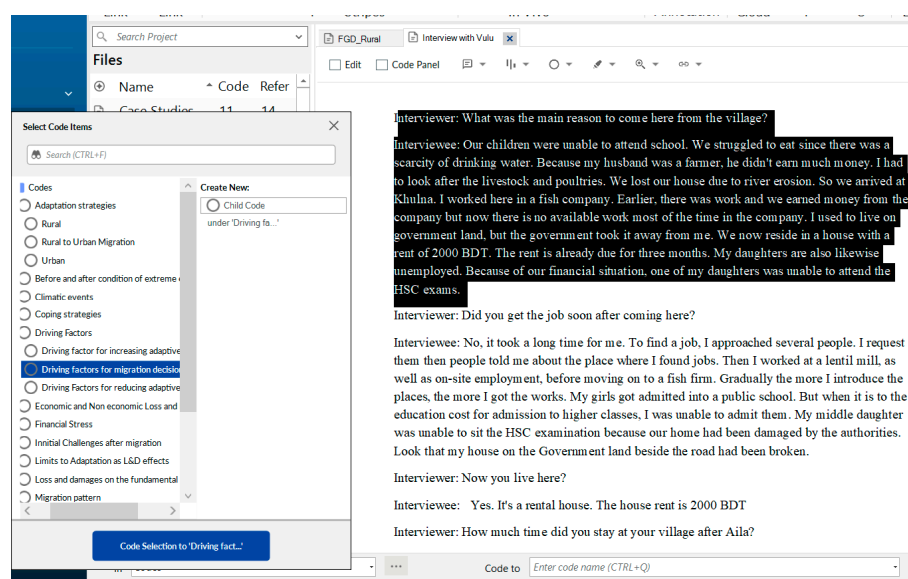 Search Project
Files
Name Code Refer
Case Studies 11 14
Select Code Items
Search (CTRL+F)
Codes
Adaptation strategies
Rural
Rural to Urban Migration
Urban
Before and after condition of extreme
Climatic events
Coping strategies
Driving Factors
Driving factor for increasing adaptive
Driving factors for migration decision
Driving Factors for reducing adaptive
Economic and Non economic Loss and
Financial Stress
Innitial Challenges after migration
Limits to Adaptation as L&D effects
Loss and damages on the fundamental
Migration pattern
Create New:
Child Code
under 'Driving fa...'
Code Selection to 'Driving fact...'
FGD_Rural Interview with Vulu
Edit Code Panel
Interviewer: What was the main reason to come here from the village?
Interviewee: Our children were unable to attend school. We struggled to eat since there was a
scarcity of drinking water. Because my husband was a farmer, he didn't earn much money. I had
to look after the livestock and poultries. We lost our house due to river erosion. So we arrived at
Khulna. I worked here in a fish company. Earlier, there was work and we earned money from the
company but now there is no available work most of the time in the company. I used to live on
government land, but the government took it away from me. We now reside in a house with a
rent of 2000 BDT. The rent is already due for three months. My daughters are also likewise
unemployed. Because of our financial situation, one of my daughters was unable to attend the
HSC exams.
Interviewer: Did you get the job soon after coming here?
Interviewee: No, it took a long time for me. To find a job, I approached several people. I request
them then people told me about the place where I found jobs. Then I worked at a lentil mill, as
well as on-site employment, before moving on to a fish firm. Gradually the more I introduce the
places, the more I got the works. My girls got admitted into a public school. But when it is to the
education cost for admission to higher classes, I was unable to admit them. My middle daughter
was unable to sit the HSC examination because our home had been damaged by the authorities.
Look that my house on the Government land beside the road had been broken.
Interviewer: Now you live here?
Interviewee: Yes. It's a rental house. The house rent is 2000 BDT
Interviewer: How much time did you stay at your village after Aila?
Code to Enter code name (CTRL+Q)